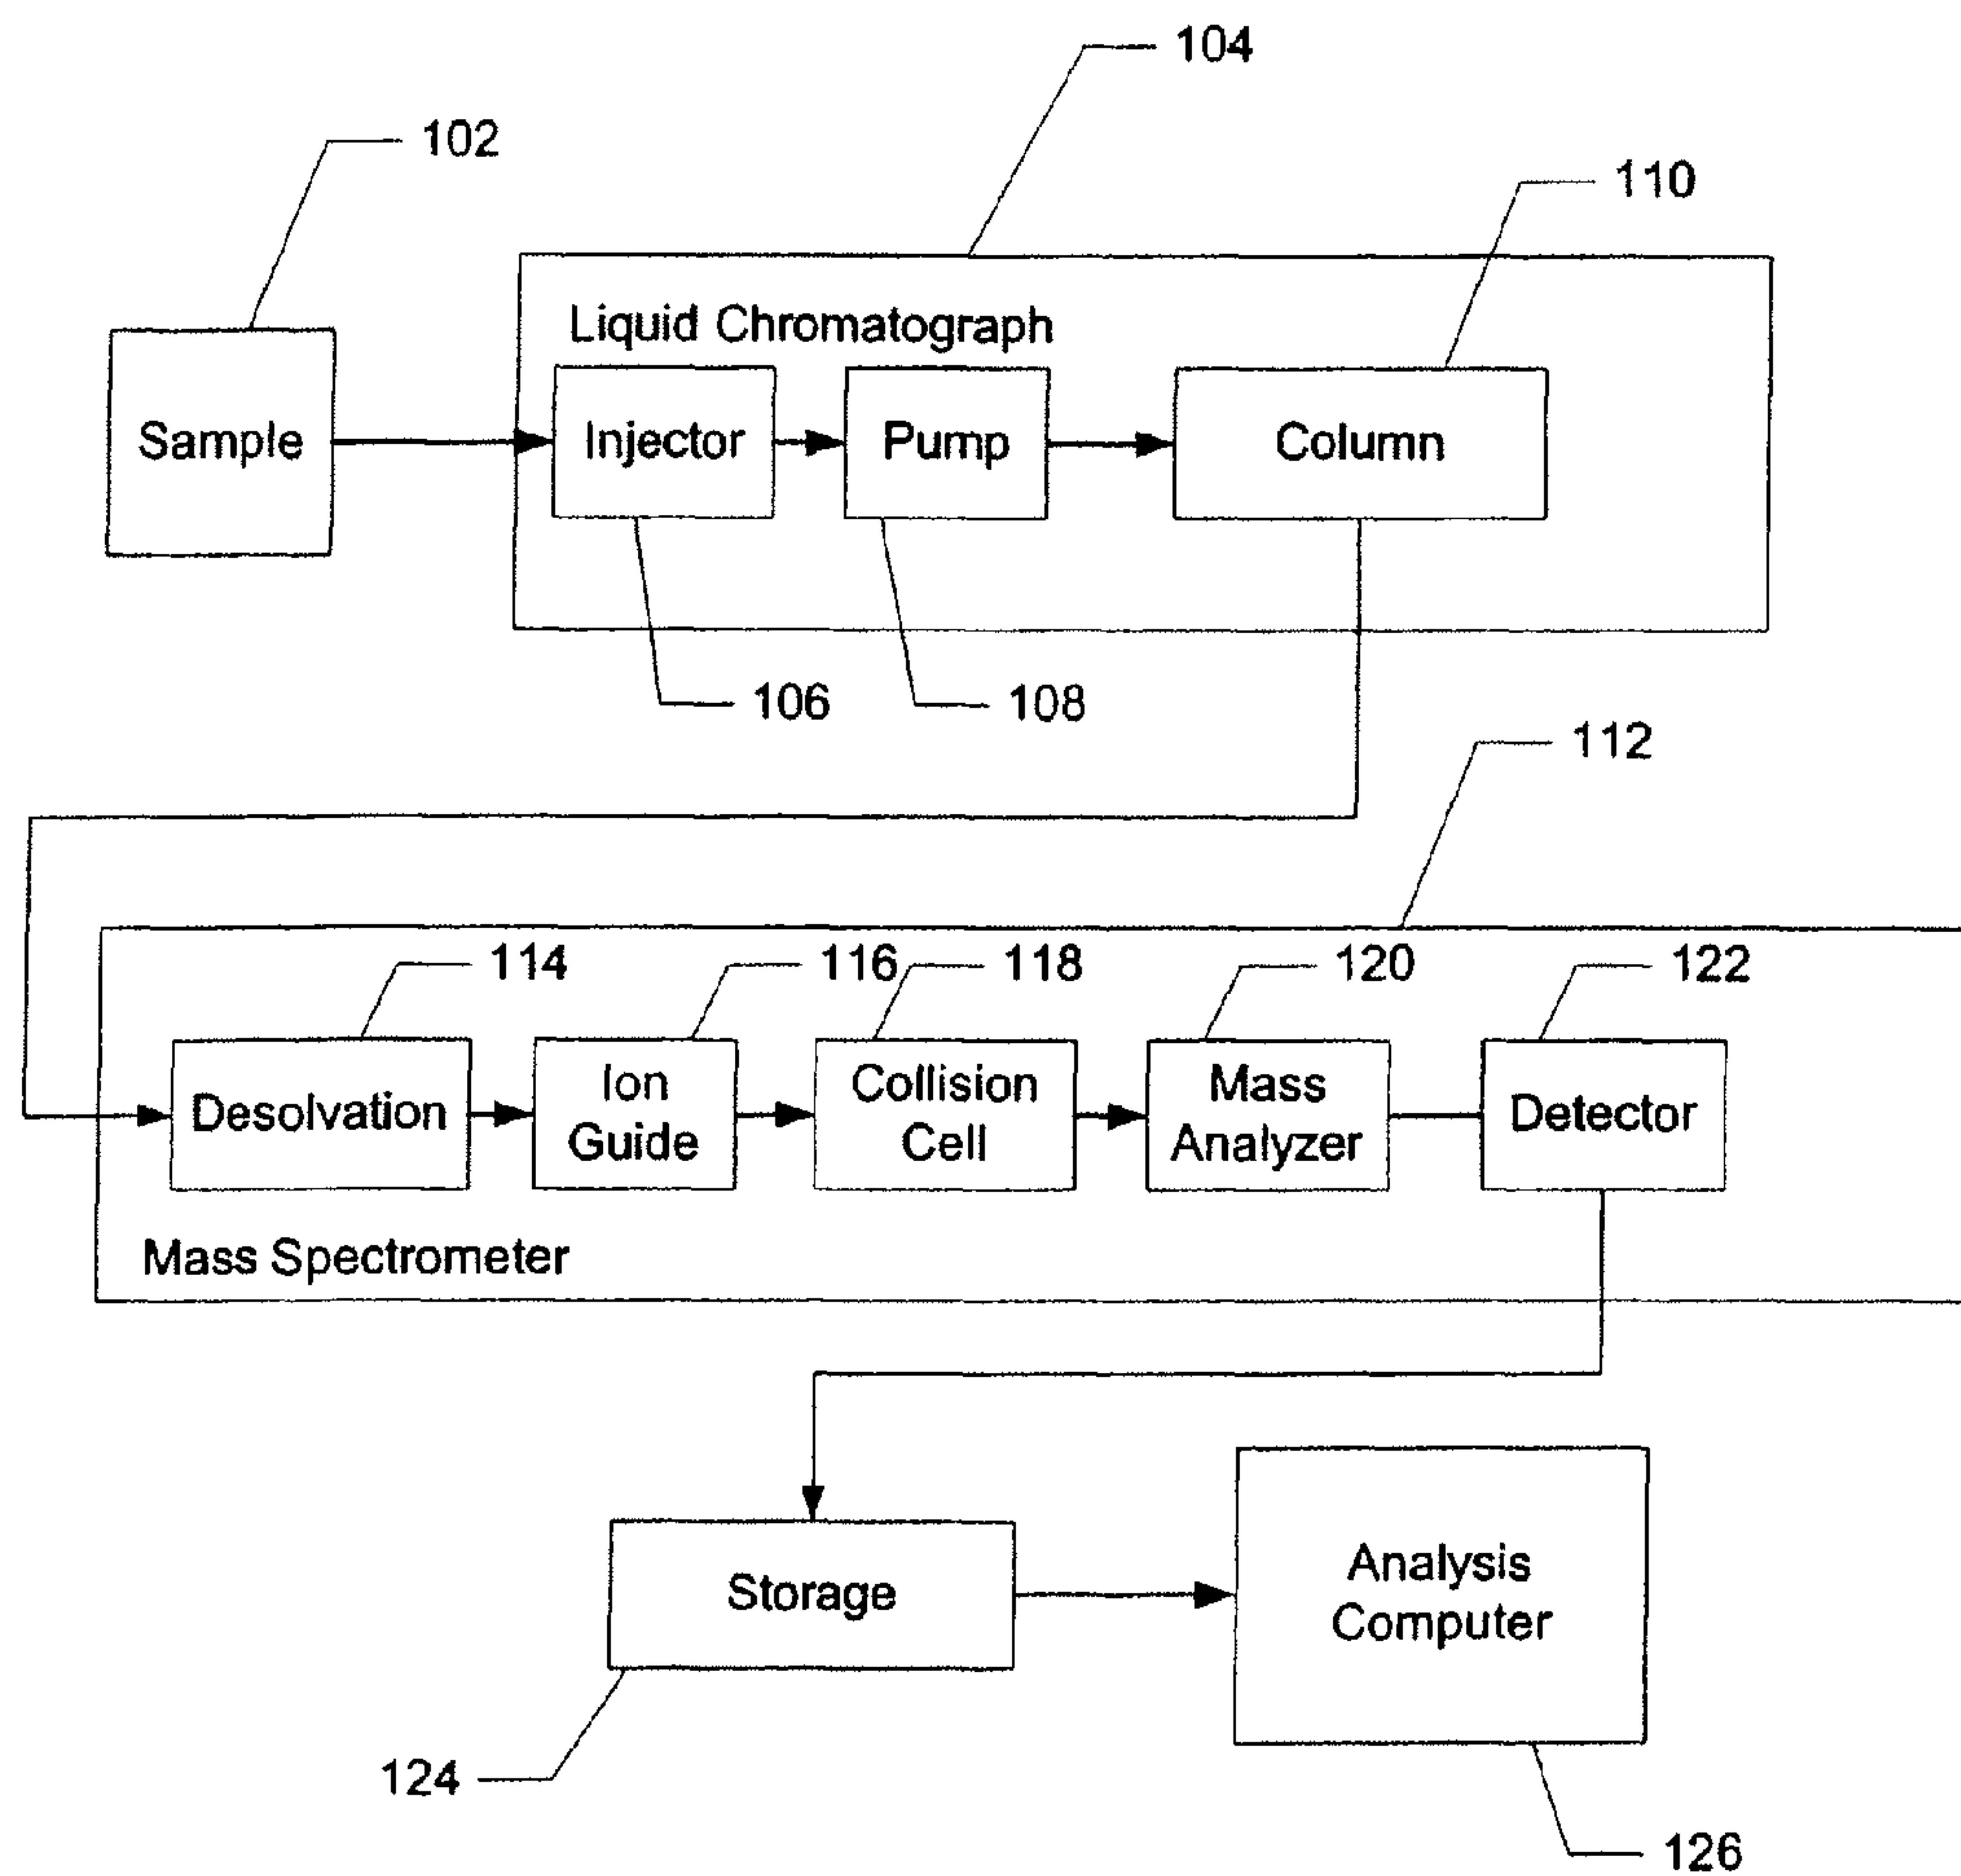 104
102
110
Liquid Chromatograph
Sample
Injector
Pump
Column
106
108
112
114
116
118
120
122
Desolvation
Ion
Guide
Collision
Cell
Mass
Analyzer
Detector
Mass Spectrometer
Storage
Analysis
Computer
124
126